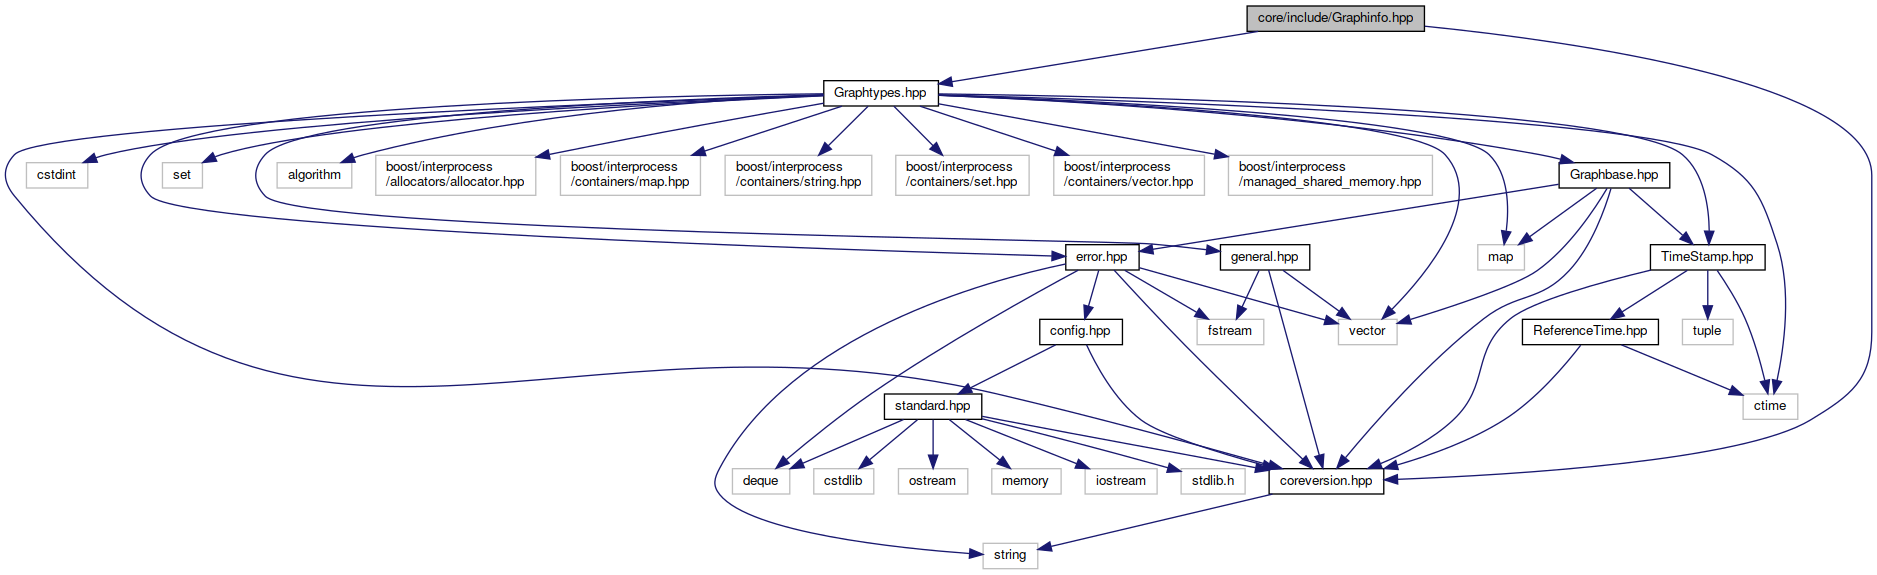 core/include/Graphinfo.hpp
Graphtypes.hpp
cstdint
set
algorithm
boost/interprocess
/allocators/allocator.hpp
boost/interprocess
/containers/map.hpp
boost/interprocess
/containers/string.hpp
boost/interprocess
/containers/set.hpp
boost/interprocess
/containers/vector.hpp
boost/interprocess
/managed_shared_memory.hpp
Graphbase.hpp
error.hpp
general.hpp
map
TimeStamp.hpp
config.hpp
fstream
vector
ReferenceTime.hpp
tuple
standard.hpp
ctime
deque
cstdlib
ostream
memory
iostream
stdlib.h
coreversion.hpp
string